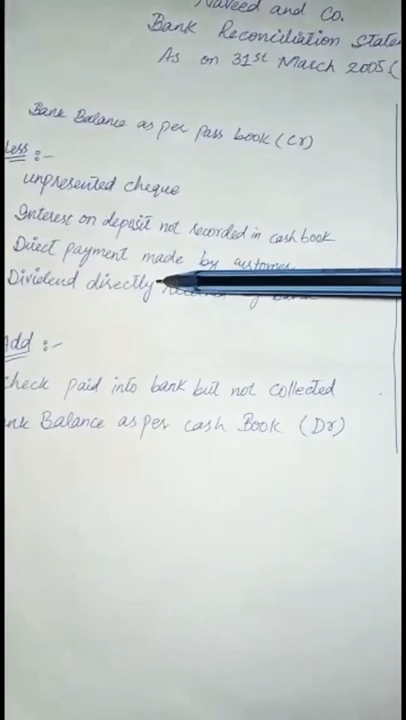 Naveed and Co.
Bank Reconciliation State
As on 31st March 2005(
Bank Balance as per pass book (Cr)
Less :-
unpresented cheque
Interest on deposit not recorded in cash book
Direct payment made by customer
Dividend directly
Add :-
check paid into bank but not collected
nk Balance as per cash Book (Dr)